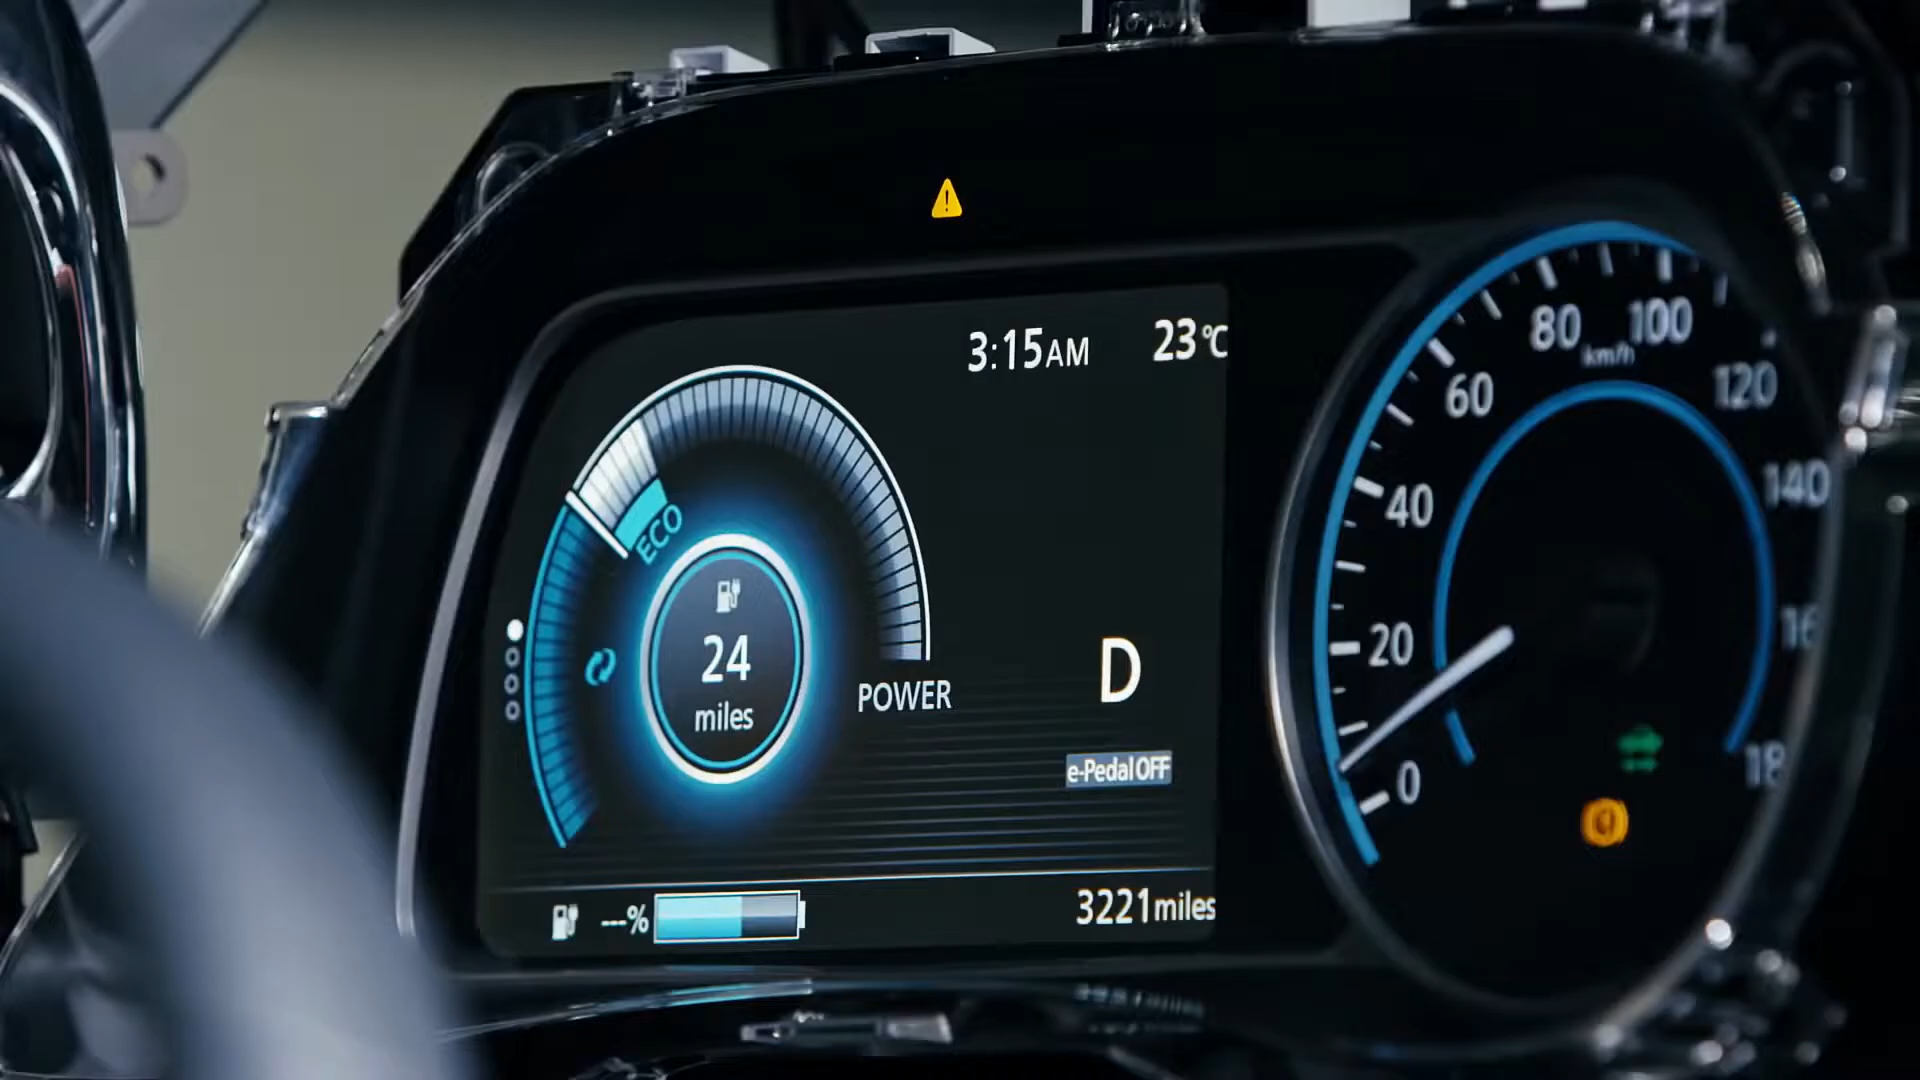 3:15AM 23°C
ECO
24
miles
POWER
D
e-Pedal OFF
---%
3221miles
0
20
40
60
80
100
120
140
km/h